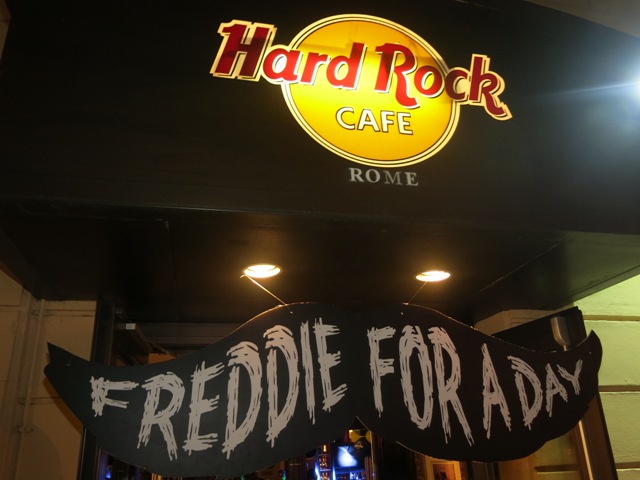 Hard Rock
CAFE
ROME
FREDDIE FOR A DAY